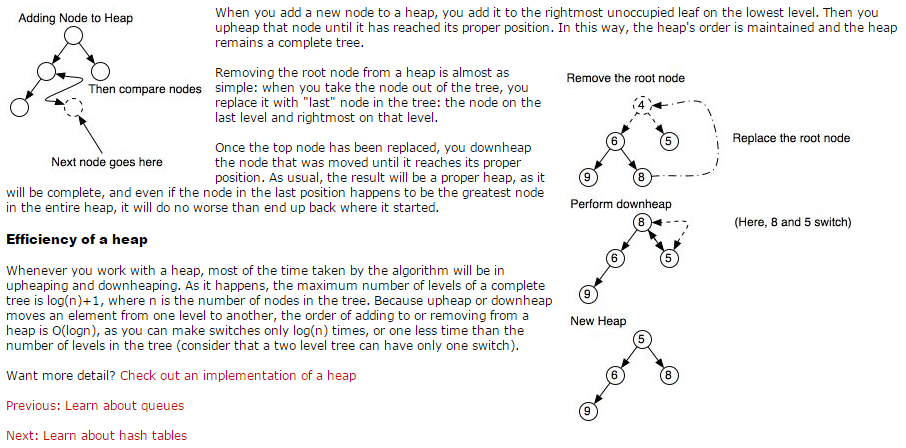 Adding Node to Heap
Then compare nodes
Next node goes here
When you add a new node to a heap, you add it to the rightmost unoccupied leaf on the lowest level. Then you
upheap that node until it has reached its proper position. In this way, the heap's order is maintained and the heap
remains a complete tree.
Removing the root node from a heap is almost as
simple: when you take the node out of the tree, you
replace it with "last" node in the tree: the node on the
last level and rightmost on that level.
Once the top node has been replaced, you downheap
the node that was moved until it reaches its proper
position. As usual, the result will be a proper heap, as it
will be complete, and even if the node in the last position happens to be the greatest node
in the entire heap, it will do no worse than end up back where it started.
Remove the root node
4
6 5
Replace the root node
9 8
Perform downheap
8
(Here, 8 and 5 switch)
6 5
9
New Heap
5
6 8
9
Efficiency of a heap
Whenever you work with a heap, most of the time taken by the algorithm will be in
upheaping and downheaping. As it happens, the maximum number of levels of a complete
tree is log(n)+1, where n is the number of nodes in the tree. Because upheap or downheap
moves an element from one level to another, the order of adding to or removing from a
heap is O(logn), as you can make switches only log(n) times, or one less time than the
number of levels in the tree (consider that a two level tree can have only one switch).
Want more detail? Check out an implementation of a heap
Previous: Learn about queues
Next: Learn about hash tables